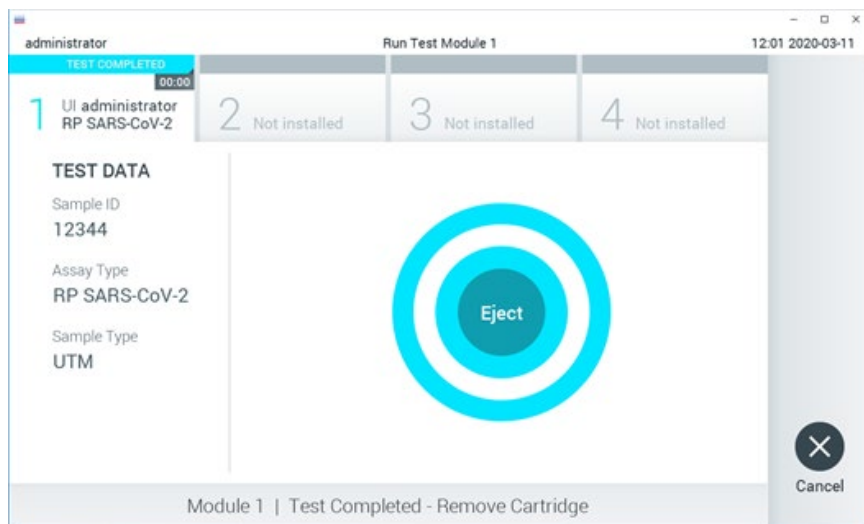 administrator
Run Test Module 1
12:01 2020-03-11
TEST COMPLETED
00:00
1
UI administrator
RP SARS-CoV-2
2 Not installed
3 Not installed
4 Not installed
TEST DATA
Sample ID
12344
Assay Type
RP SARS-CoV-2
Sample Type
UTM
Eject
Cancel
Module 1 | Test Completed - Remove Cartridge